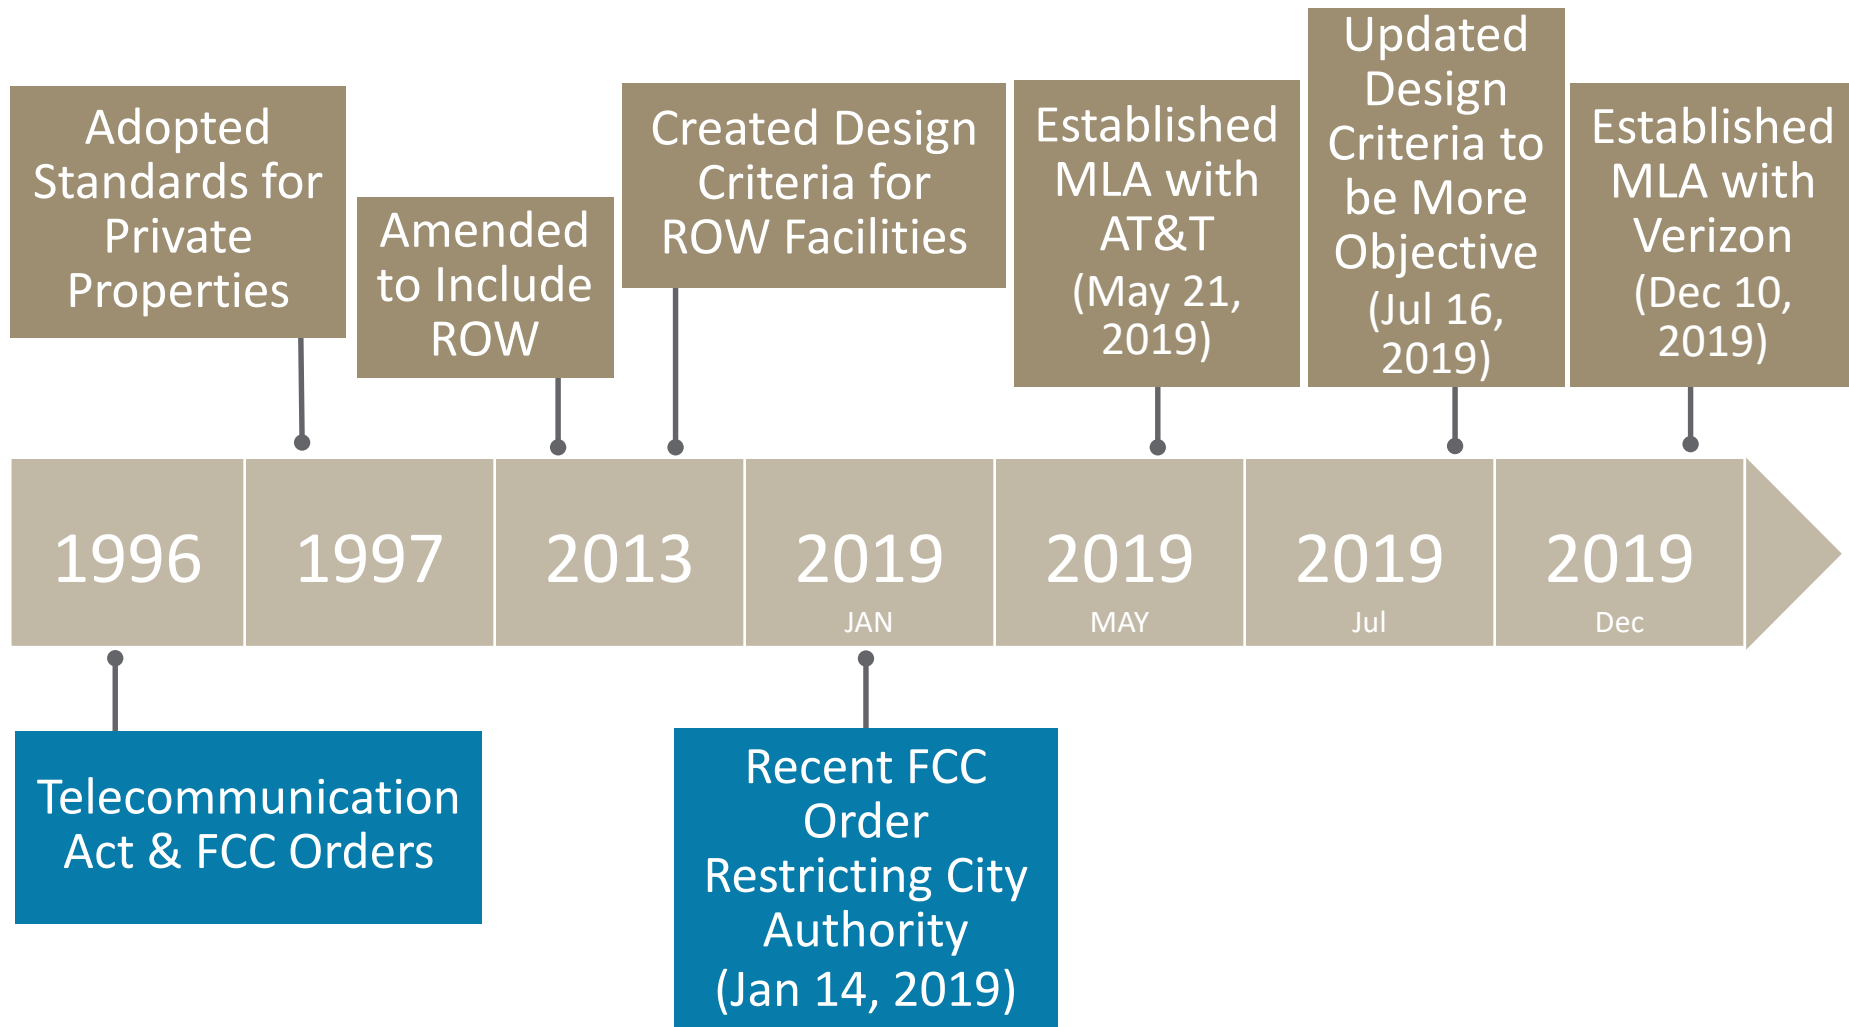 Adopted
Standards for
Private
Properties
Amended
to Include
ROW
Created Design
Criteria for
ROW Facilities
Established
MLA with
AT&T
(May 21,
2019)
Updated
Design
Criteria to
be More
Objective
(Jul 16,
2019)
Established
MLA with
Verizon
(Dec 10,
2019)
1996
1997
2013
2019
JAN
2019
MAY
2019
Jul
2019
Dec
Telecommunication
Act & FCC Orders
Recent FCC
Order
Restricting City
Authority
(Jan 14, 2019)